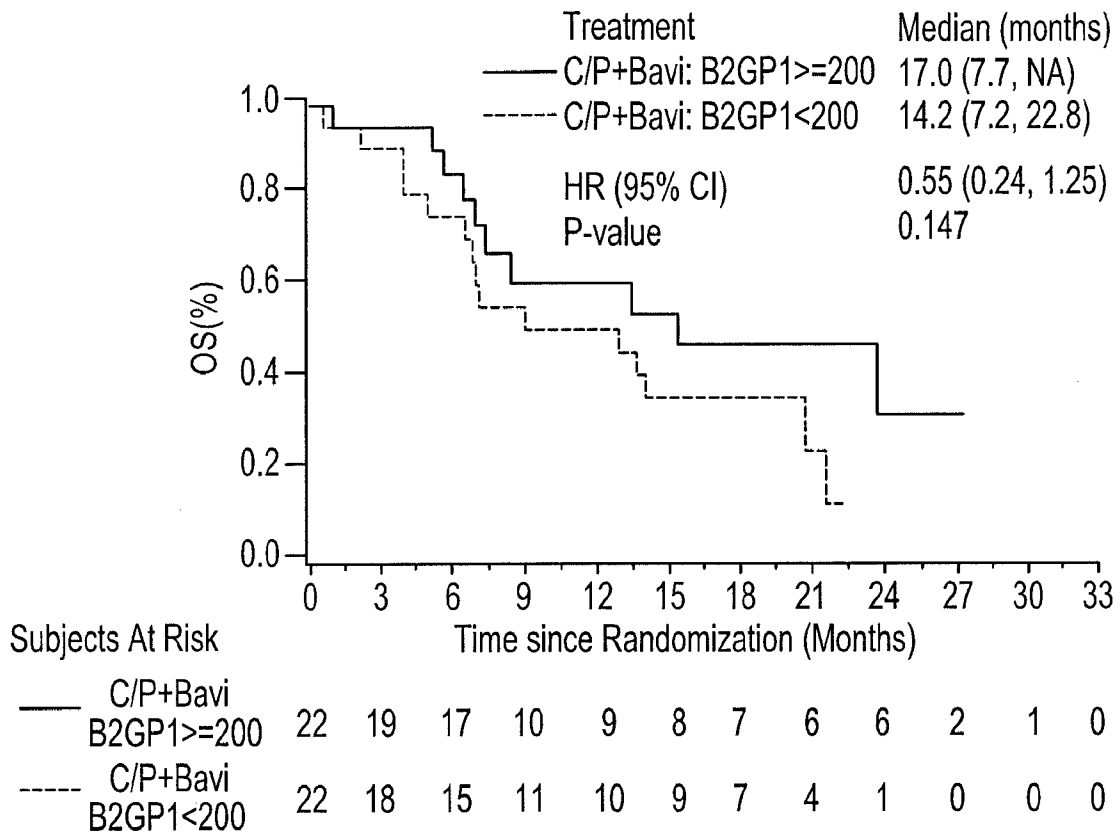 Treatment Median (months)
C/P+Bavi: B2GP1>=200 17.0 (7.7, NA)
C/P+Bavi: B2GP1<200 14.2 (7.2, 22.8)
HR (95% CI) 0.55 (0.24, 1.25)
P-value 0.147
OS(%)
1.0
0.8
0.6
0.4
0.2
0.0
0 3 6 9 12 15 18 21 24 27 30 33
Time since Randomization (Months)
Subjects At Risk
C/P+Bavi
B2GP1>=200 22 19 17 10 9 8 7 6 6 2 1 0
C/P+Bavi
B2GP1<200 22 18 15 11 10 9 7 4 1 0 0 0